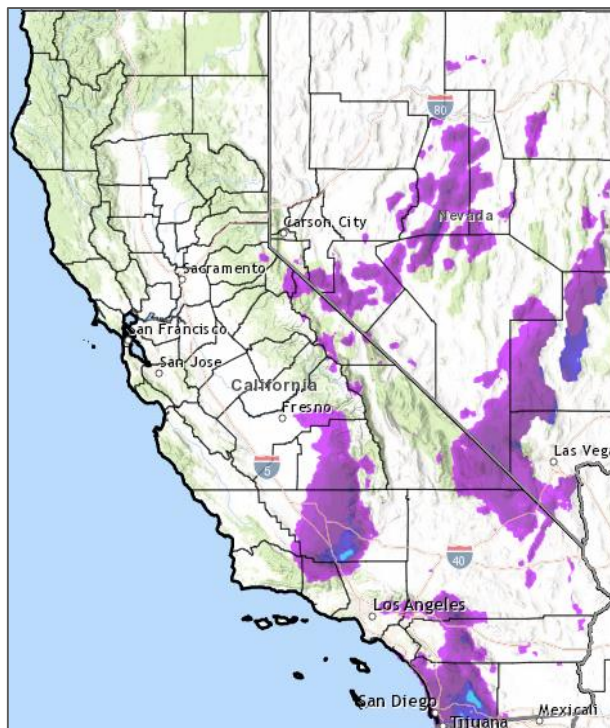 80
Nevada
Carson City
Sacramento
San Francisco
San Jose
California
Fresno
5
Las Vega
40
Los Angeles
San Diego
Tijuana
Mexicali